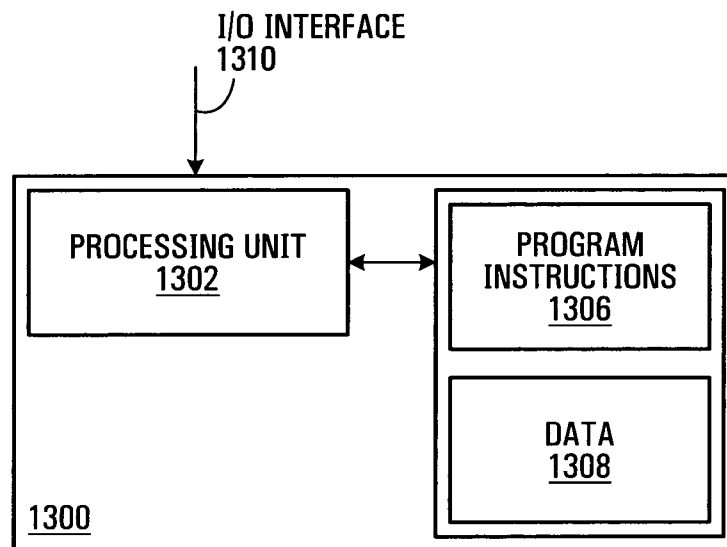 I/O INTERFACE
1310
PROCESSING UNIT
1302
PROGRAM
INSTRUCTIONS
1306
DATA
1308
1300